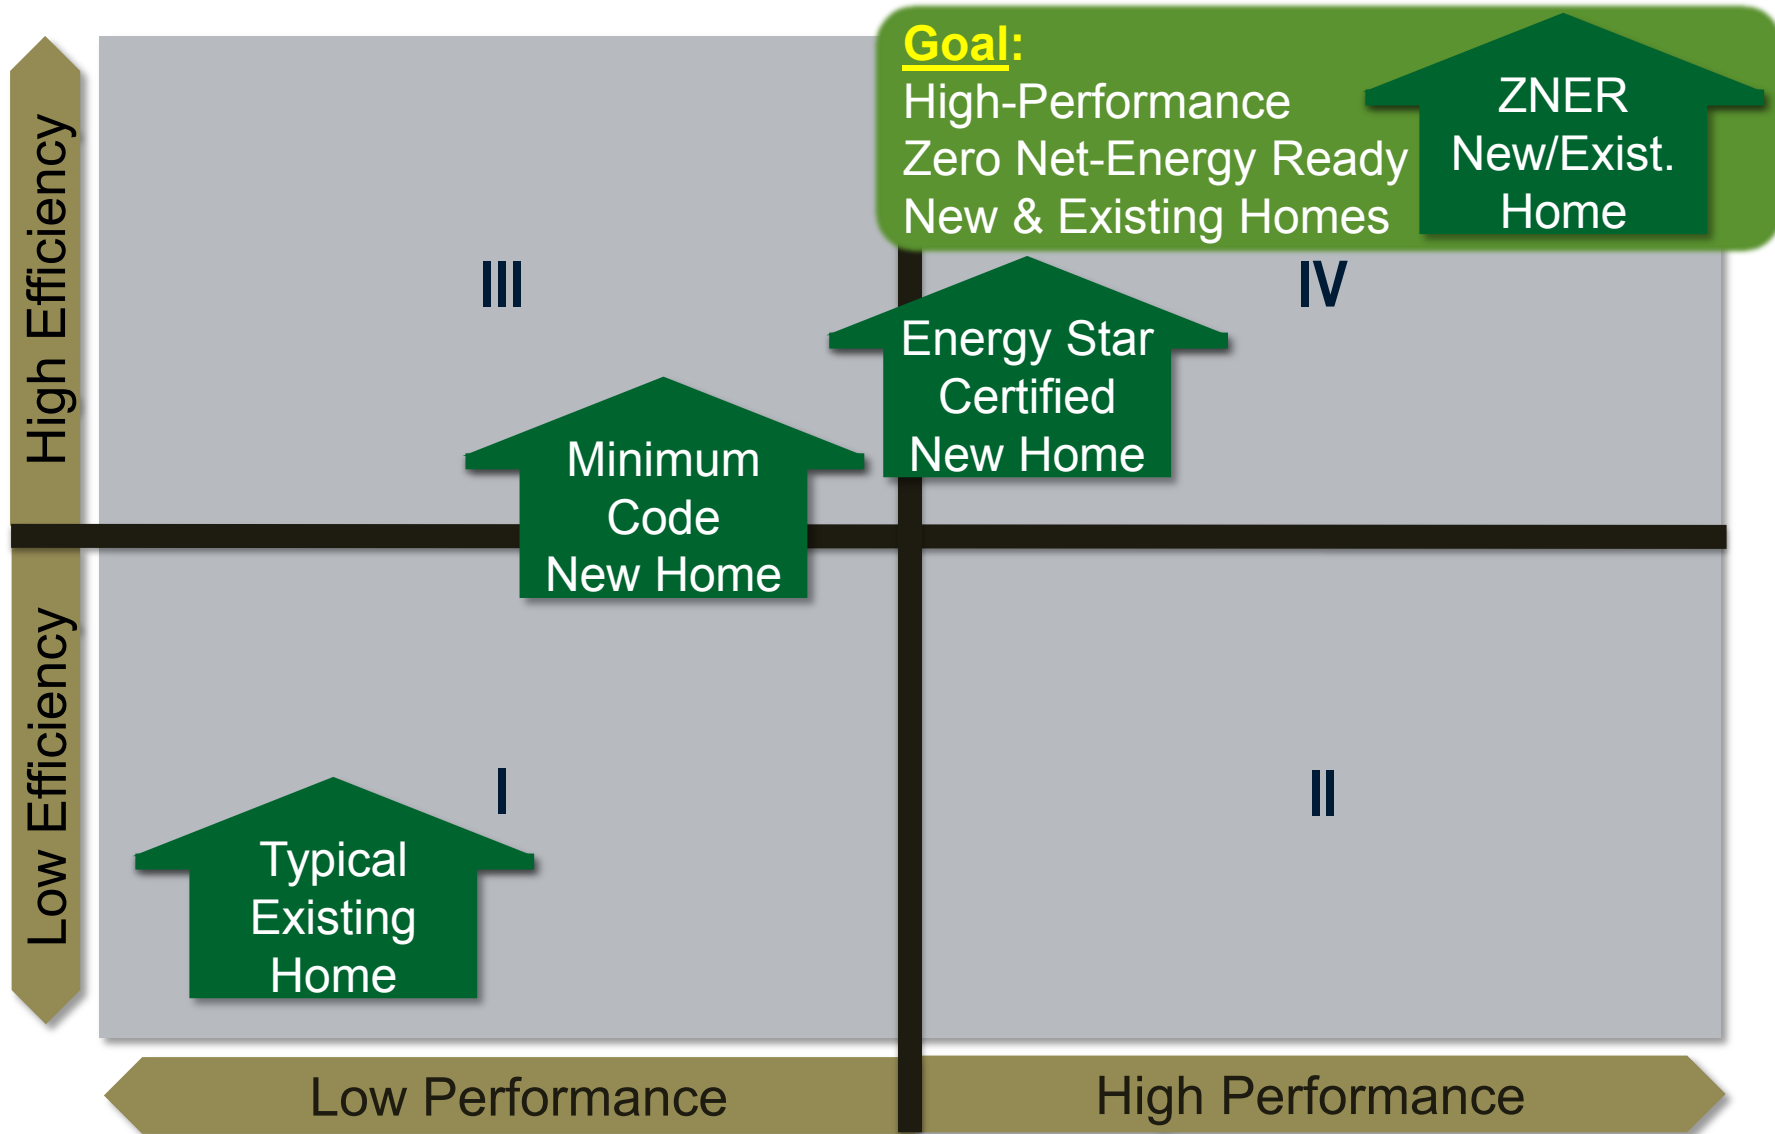 Goal:
High-Performance
Zero Net-Energy Ready
New & Existing Homes
ZNER
New/Exist.
Home
High Efficiency
III
IV
Energy Star
Certified
New Home
Minimum
Code
New Home
Low Efficiency
I
II
Typical
Existing
Home
Low Performance
High Performance